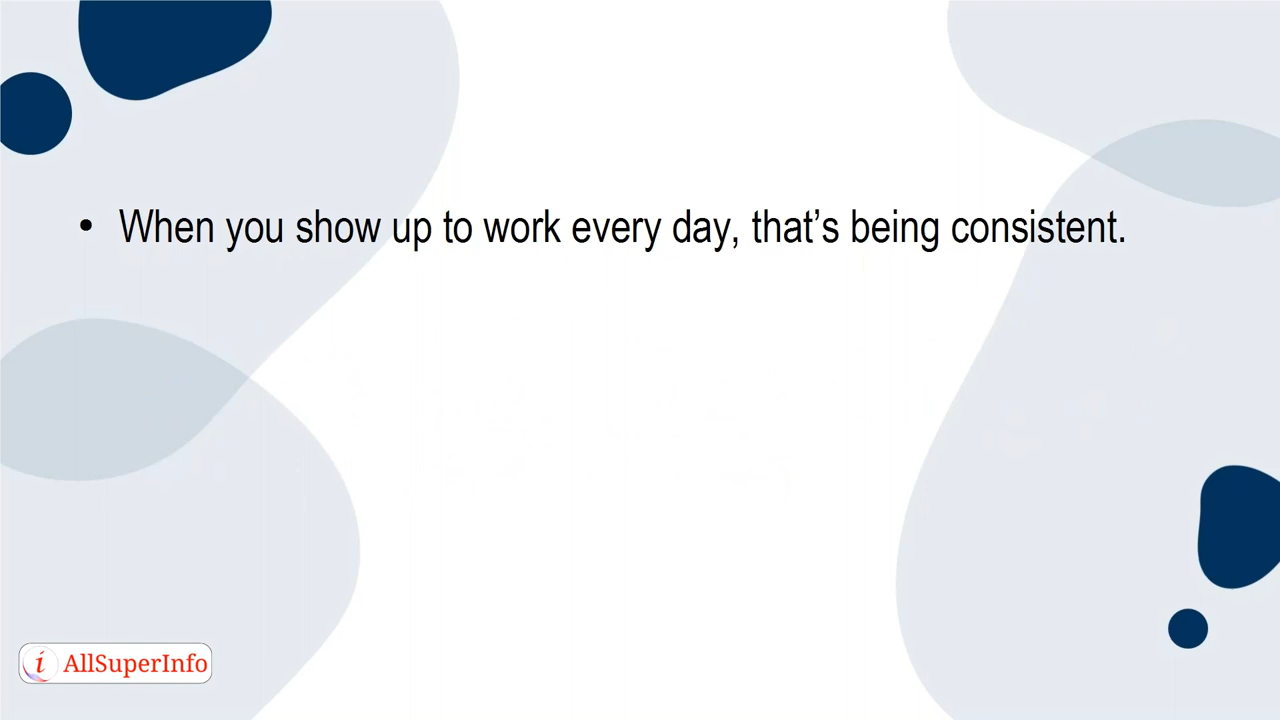 • When you show up to work every day, that’s being consistent.
i AllSuperInfo